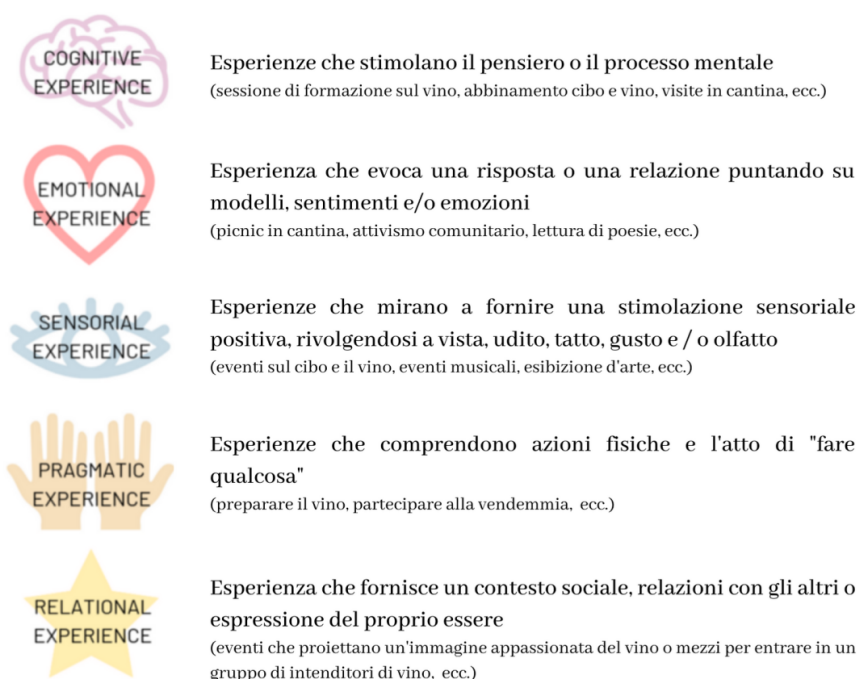 COGNITIVE
EXPERIENCE
Esperienze che stimolano il pensiero o il processo mentale
(sessione di formazione sul vino, abbinamento cibo e vino, visite in cantina, ecc.)
EMOTIONAL
EXPERIENCE
Esperienza che evoca una risposta o una relazione puntando su
modelli, sentimenti e/o emozioni
(picnic in cantina, attivismo comunitario, lettura di poesie, ecc.)
SENSORIAL
EXPERIENCE
Esperienze che mirano a fornire una stimolazione sensoriale
positiva, rivolgendosi a vista, udito, tatto, gusto e / o olfatto
(eventi sul cibo e il vino, eventi musicali, esibizione d'arte, ecc.)
PRAGMATIC
EXPERIENCE
Esperienze che comprendono azioni fisiche e l'atto di "fare
qualcosa"
(preparare il vino, partecipare alla vendemmia, ecc.)
RELATIONAL
EXPERIENCE
Esperienza che fornisce un contesto sociale, relazioni con gli altri o
espressione del proprio essere
(eventi che proiettano un'immagine appassionata del vino o mezzi per entrare in un
gruppo di intenditori di vino, ecc.)